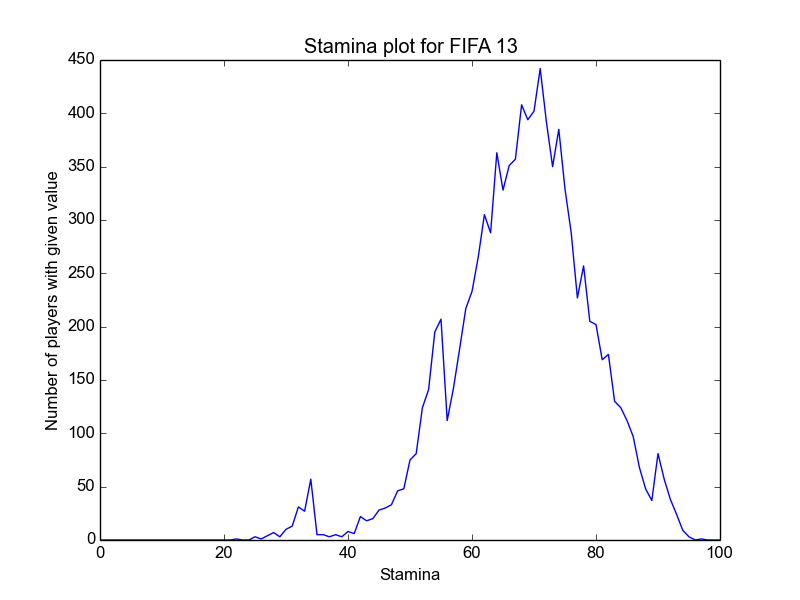 Stamina plot for FIFA 13
Number of players with given value
450
400
350
300
250
200
150
100
50
0
0 20 40 60 80 100
Stamina